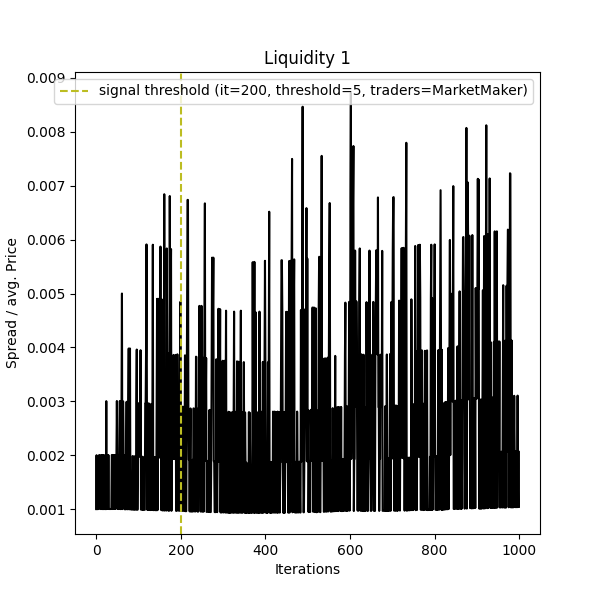 Liquidity 1
signal threshold (it=200, threshold=5, traders=MarketMaker)
0.009
0.008
0.007
0.006
0.005
0.004
0.003
0.002
0.001
Spread / avg. Price
0 200 400 600 800 1000
Iterations